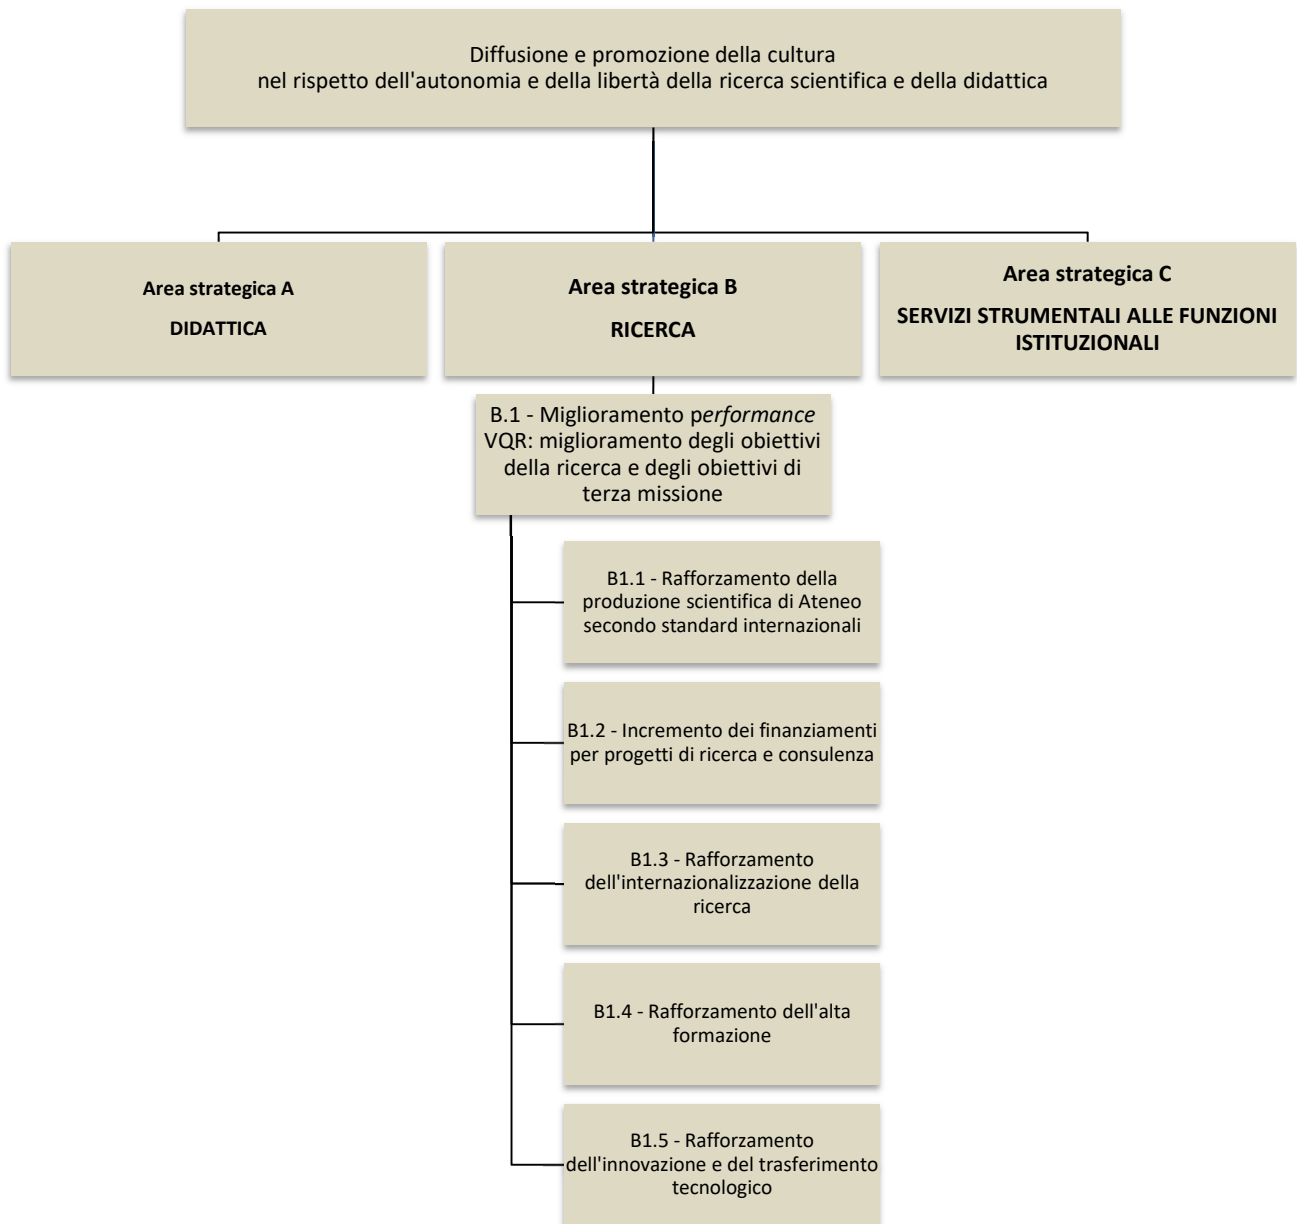 Diffusione e promozione della cultura
nel rispetto dell'autonomia e della libertà della ricerca scientifica e della didattica
Area strategica A
DIDATTICA
Area strategica B
RICERCA
Area strategica C
SERVIZI STRUMENTALI ALLE FUNZIONI
ISTITUZIONALI
B.1 - Miglioramento performance
VQR: miglioramento degli obiettivi
della ricerca e degli obiettivi di
terza missione
B1.1 - Rafforzamento della
produzione scientifica di Ateneo
secondo standard internazionali
B1.2 - Incremento dei finanziamenti
per progetti di ricerca e consulenza
B1.3 - Rafforzamento
dell'internazionalizzazione della
ricerca
B1.4 - Rafforzamento dell'alta
formazione
B1.5 - Rafforzamento
dell'innovazione e del trasferimento
tecnologico